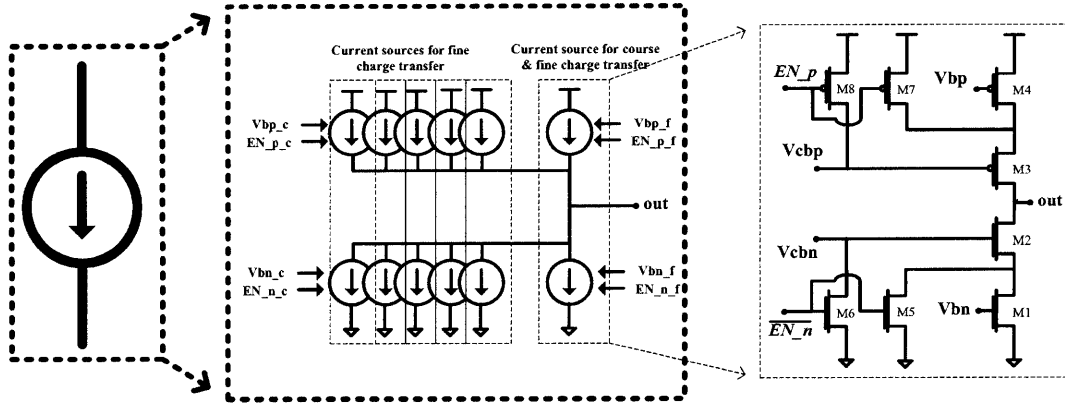 Current sources for fine
charge transfer
Current source for course
& fine charge transfer
Vbp_c
EN_p_c
Vbp_f
EN_p_f
out
Vbn_c
EN_n_c
Vbn_f
EN_n_f
EN_p
M8
M7
Vbp
M4
Vcbp
M3
out
Vcbn
M2
EN_n
M6
M5
Vbn
M1